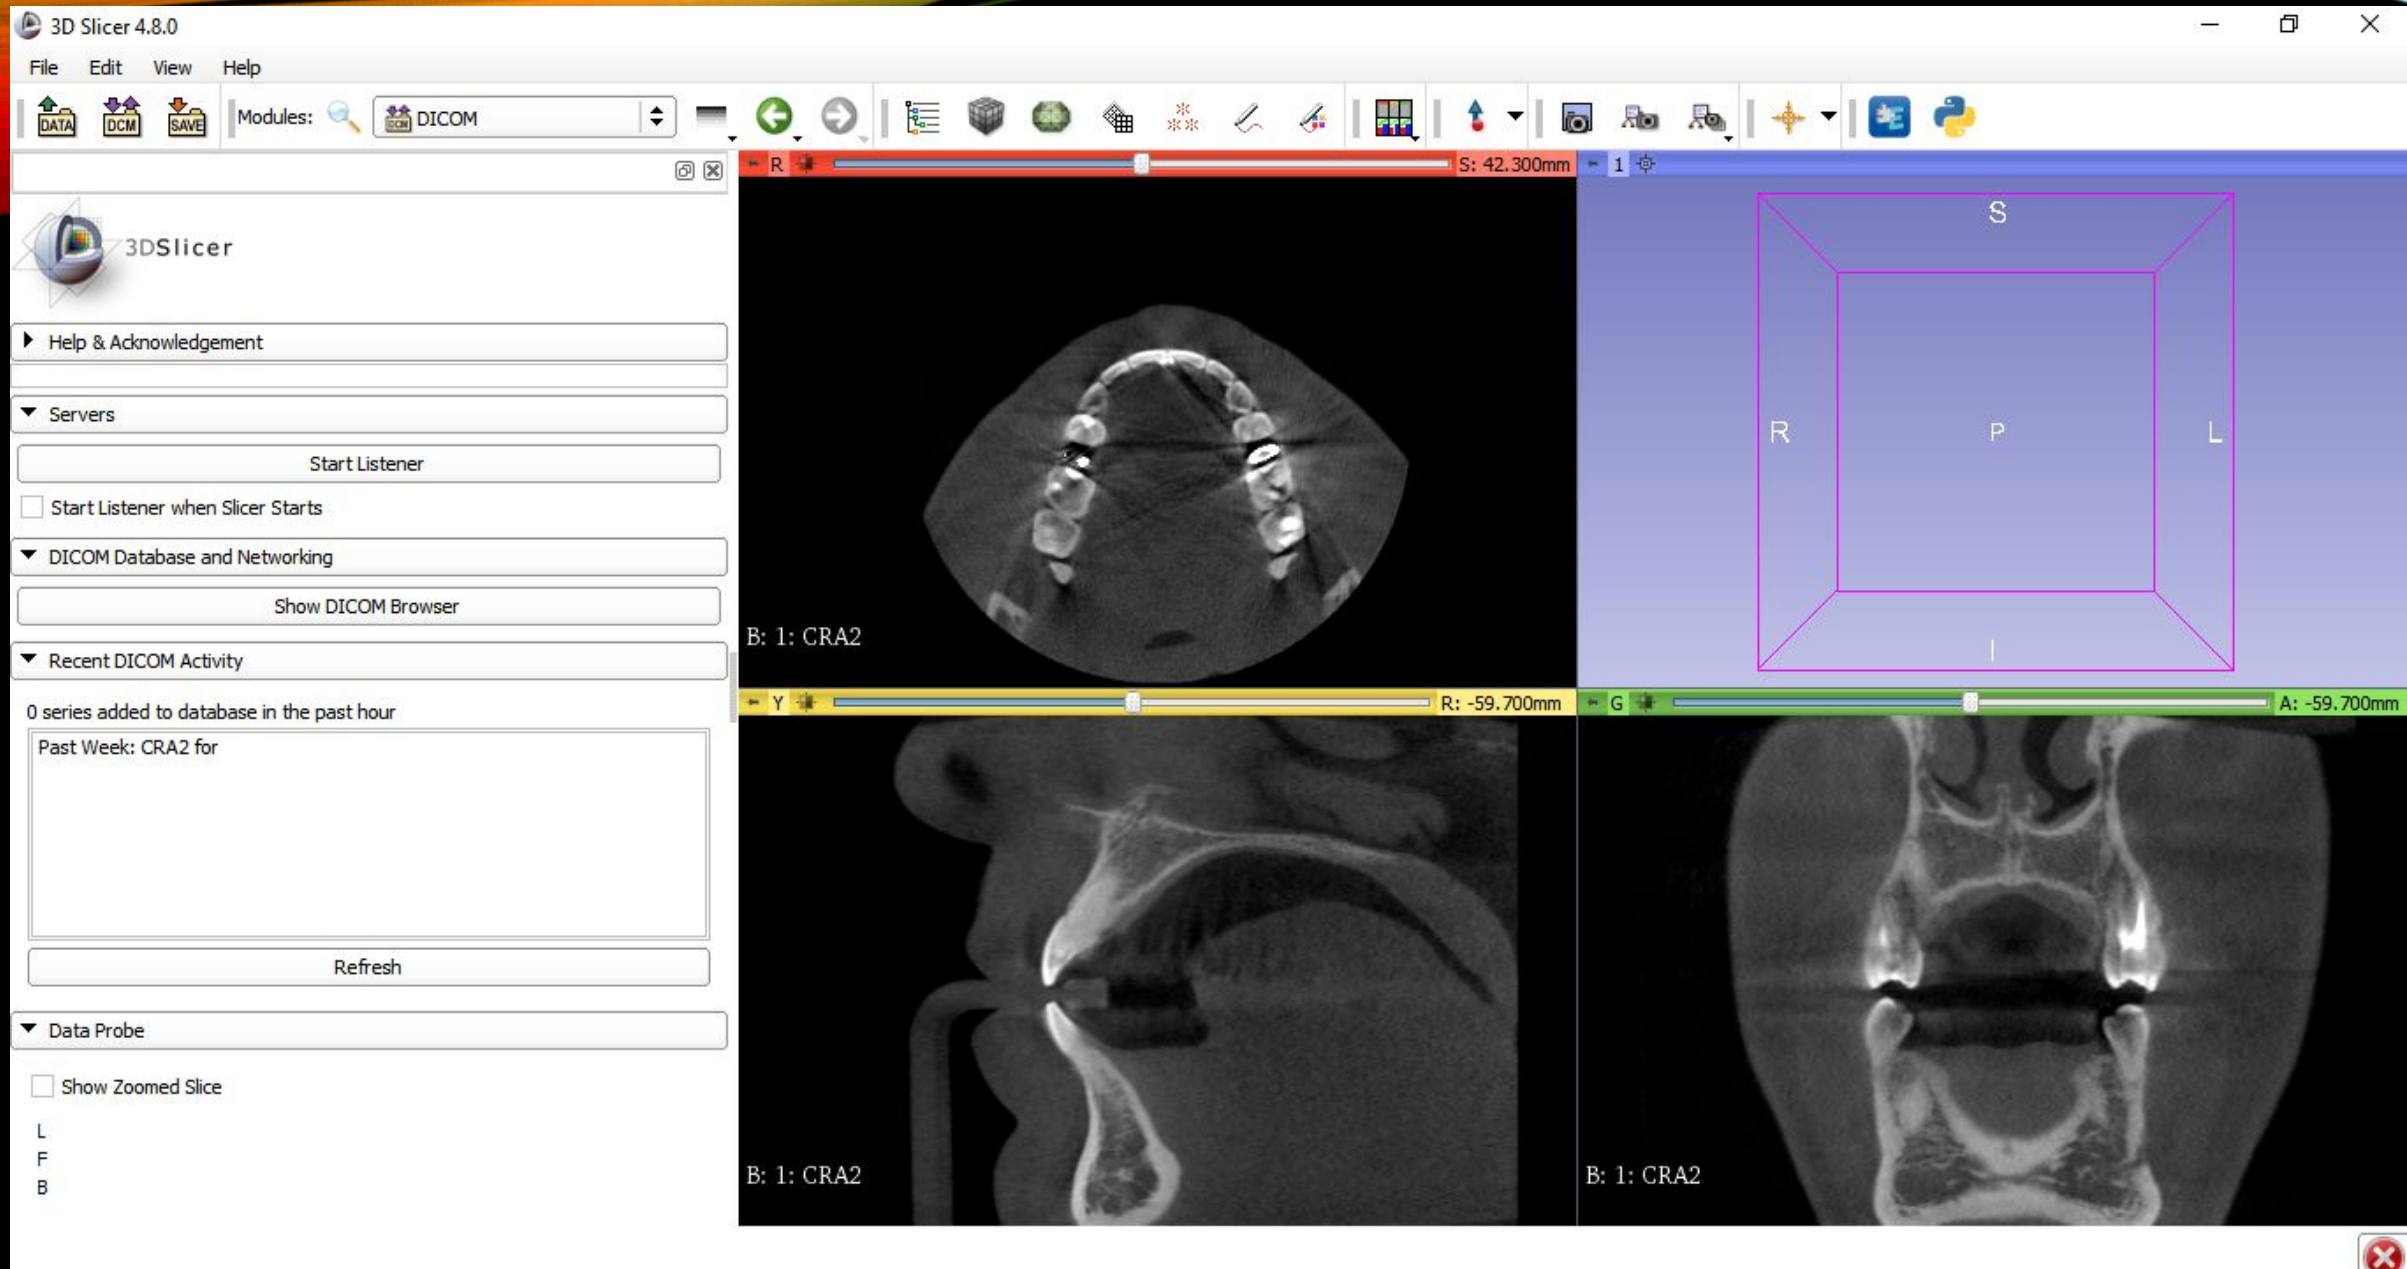 3D Slicer 4.8.0
File Edit View Help
DATA DCM SAVE Modules: DCM DICOM
R S: 42.300mm 1
3DSlicer
Help & Acknowledgement
Servers
Start Listener
Start Listener when Slicer Starts
DICOM Database and Networking
Show DICOM Browser
Recent DICOM Activity
0 series added to database in the past hour
Past Week: CRA2 for
Refresh
Data Probe
Show Zoomed Slice
L
F
B
B: 1: CRA2
S
R P L
I
Y R: -59.700mm G A: -59.700mm
B: 1: CRA2
B: 1: CRA2